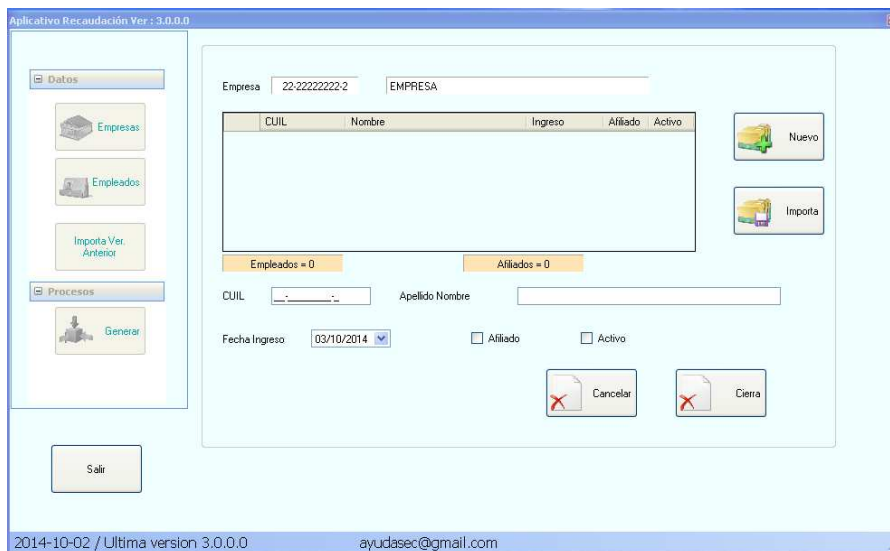 Aplicativo Recaudación Ver : 3.0.0.0
Datos
Empresas
Empleados
Importa Ver.
Anterior
Procesos
Generar
Salir
Empresa 22-22222222-2 EMPRESA
CUIL Nombre Ingreso Afiliado Activo
Nuevo
Importa
Empleados = 0 Afiliados = 0
CUIL __-________-_ Apellido Nombre
Fecha Ingreso 03/10/2014 Afiliado Activo
Cancelar Cierra
2014-10-02 / Ultima version 3.0.0.0 ayudasec@gmail.com